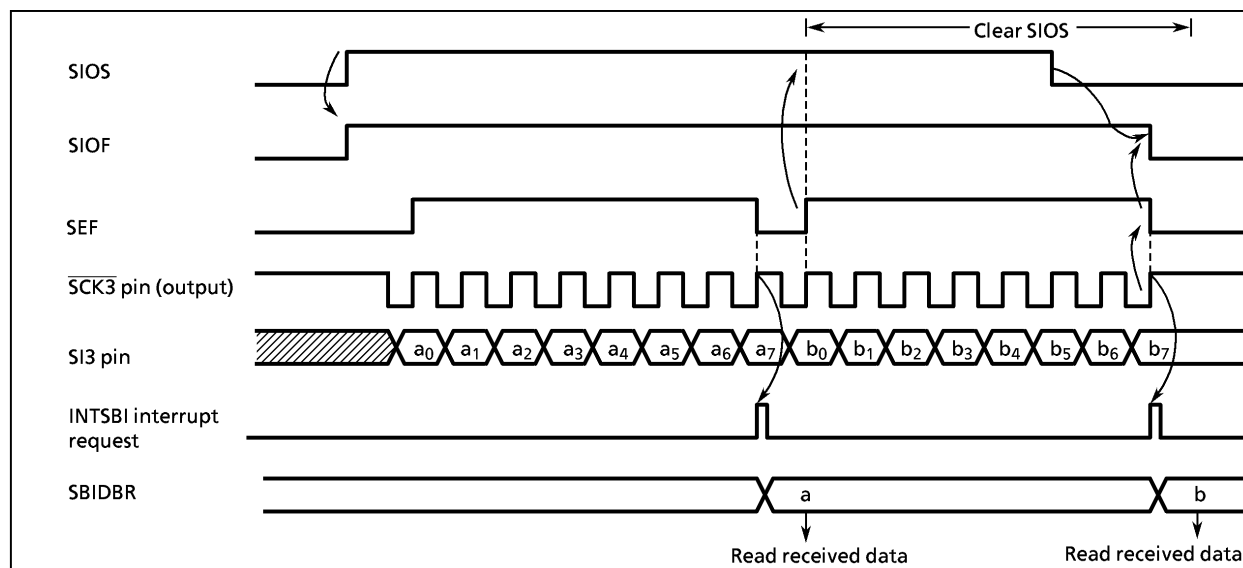 Clear SIOS
SIOS
SIOF
SEF
SCK3 pin (output)
SI3 pin
a0 a1 a2 a3 a4 a5 a6 a7 b0 b1 b2 b3 b4 b5 b6 b7
INTSBI interrupt
request
SBIDBR
a b
Read received data Read received data